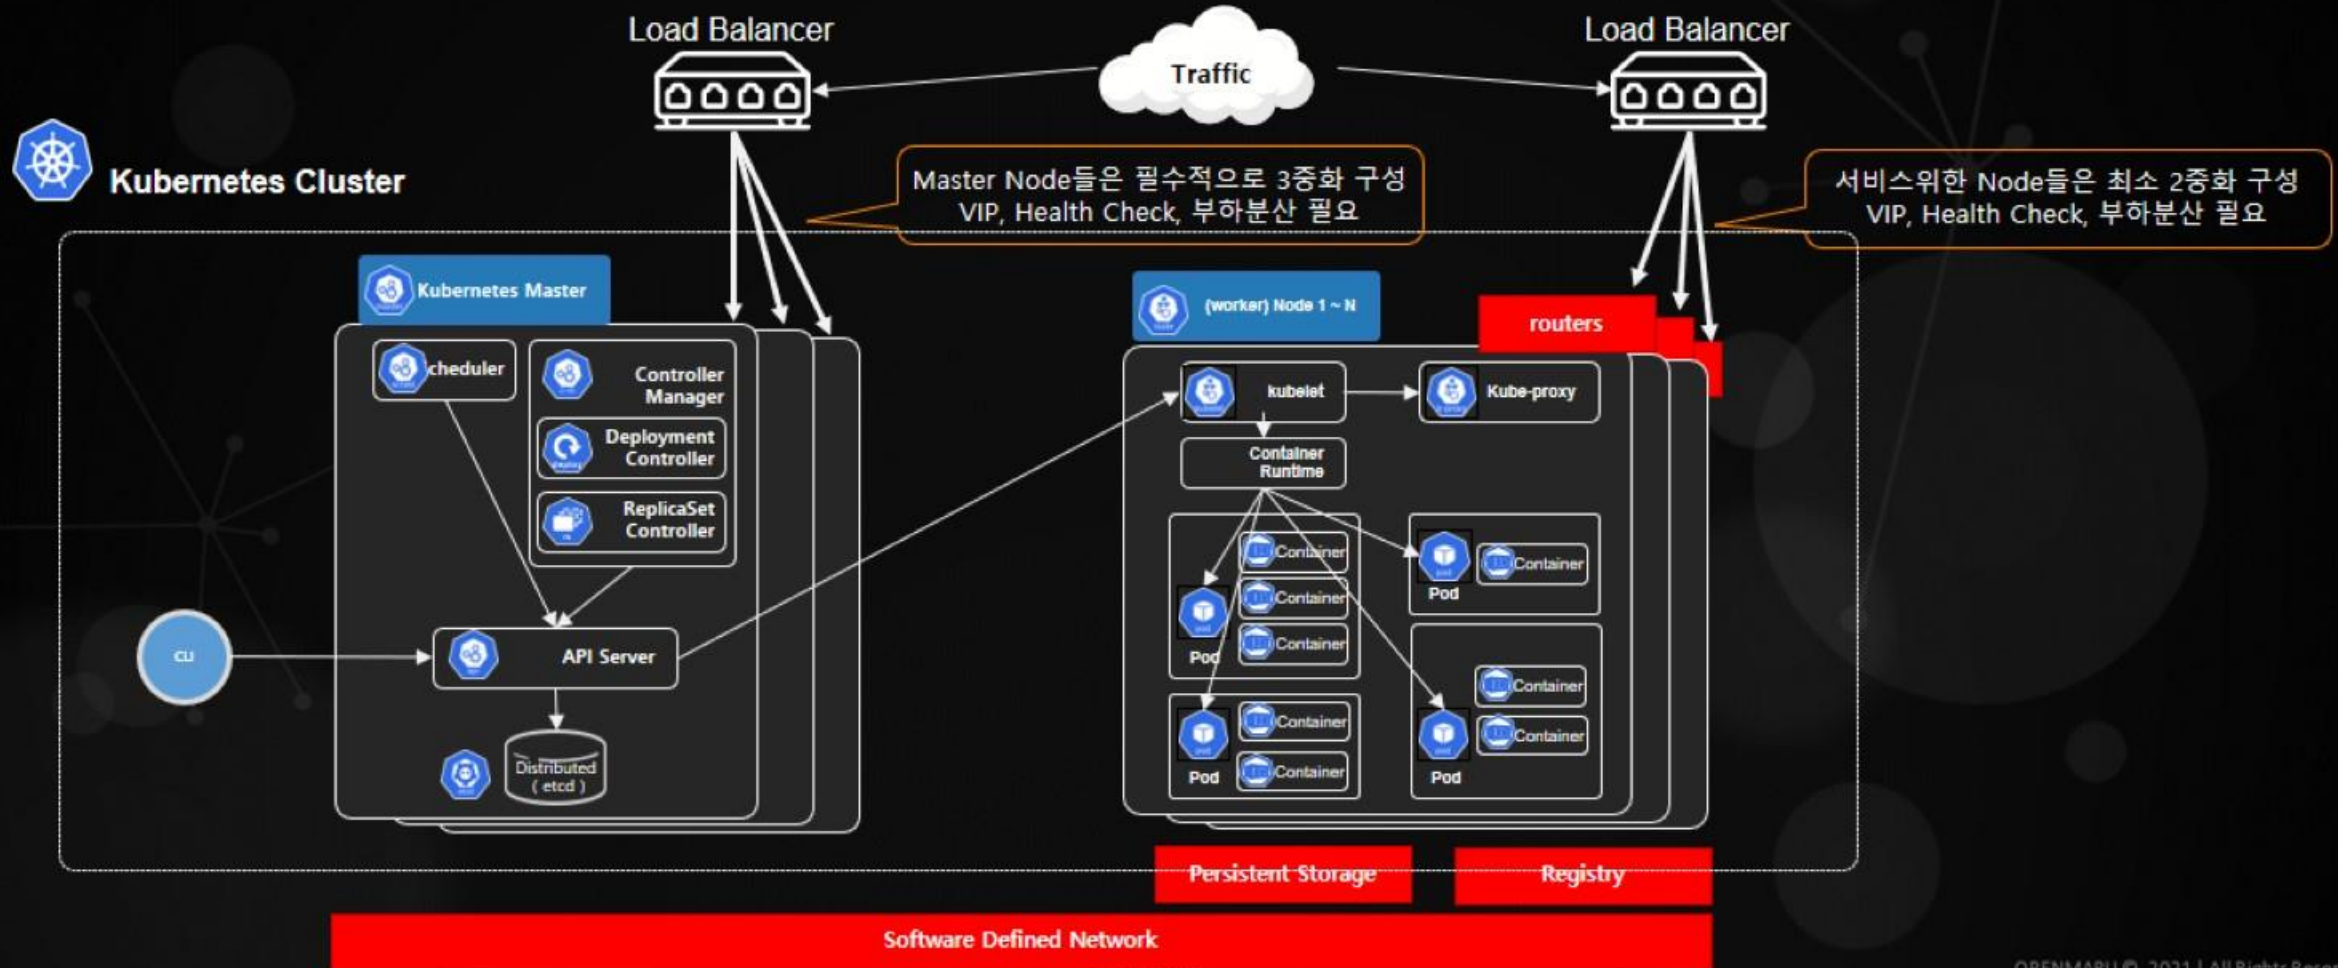 Load Balancer
Traffic
Load Balancer
Kubernetes Cluster
Master Node들은 필수적으로 3중화 구성
VIP, Health Check, 부하분산 필요
서비스위한 Node들은 최소 2중화 구성
VIP, Health Check, 부하분산 필요
Kubernetes Master
cheduler
Controller
Manager
Deployment
Controller
ReplicaSet
Controller
CLI
API Server
Distributed
( etcd )
(worker) Node 1 ~ N
routers
kubelet
Kube-proxy
Container
Runtime
Container
Container
Container
Pod
Container
Pod
Container
Container
Pod
Container
Container
Pod
Persistent Storage
Registry
Software Defined Network